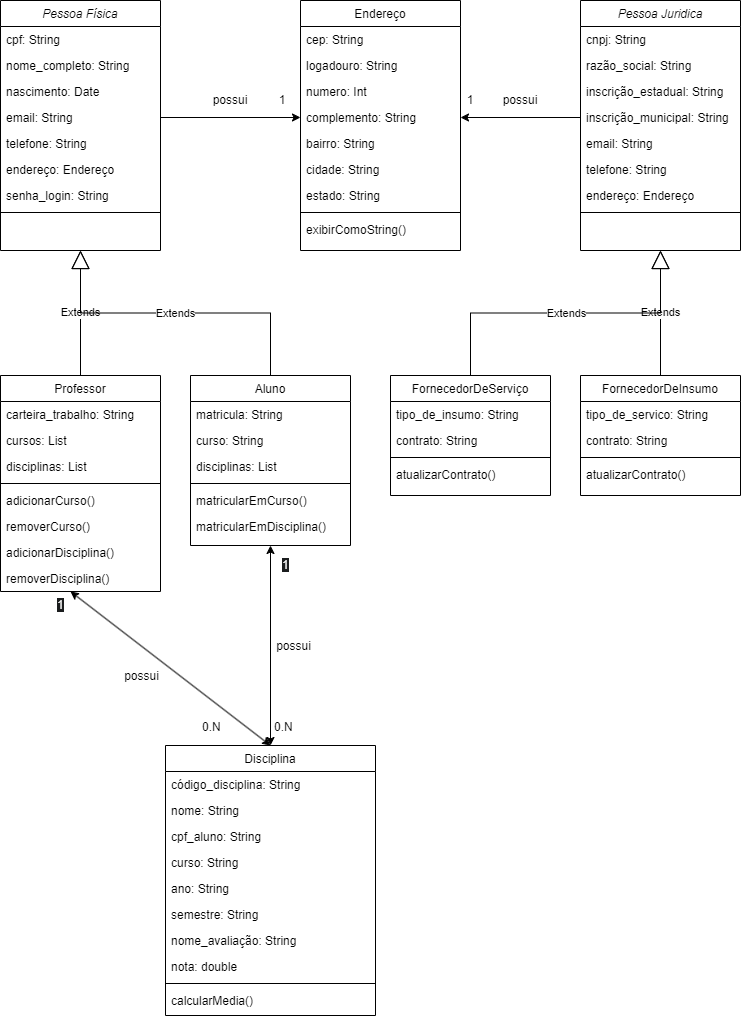 Pessoa Física
cpf: String
nome_completo: String
nascimento: Date
email: String
telefone: String
endereço: Endereço
senha_login: String
possui
1
Endereço
cep: String
logadouro: String
numero: Int
complemento: String
bairro: String
cidade: String
estado: String
exibirComoString()
1
possui
Pessoa Juridica
cnpj: String
razão_social: String
inscrição_estadual: String
inscrição_municipal: String
email: String
telefone: String
endereço: Endereço
Extends
Extends
Extends
Extends
Professor
carteira_trabalho: String
cursos: List
disciplinas: List
adicionarCurso()
removerCurso()
adicionarDisciplina()
removerDisciplina()
Aluno
matricula: String
curso: String
disciplinas: List
matricularEmCurso()
matricularEmDisciplina()
FornecedorDeServiço
tipo_de_insumo: String
contrato: String
atualizarContrato()
FornecedorDeInsumo
tipo_de_servico: String
contrato: String
atualizarContrato()
1
1
possui
possui
0.N
0.N
Disciplina
código_disciplina: String
nome: String
cpf_aluno: String
curso: String
ano: String
semestre: String
nome_avaliação: String
nota: double
calcularMedia()